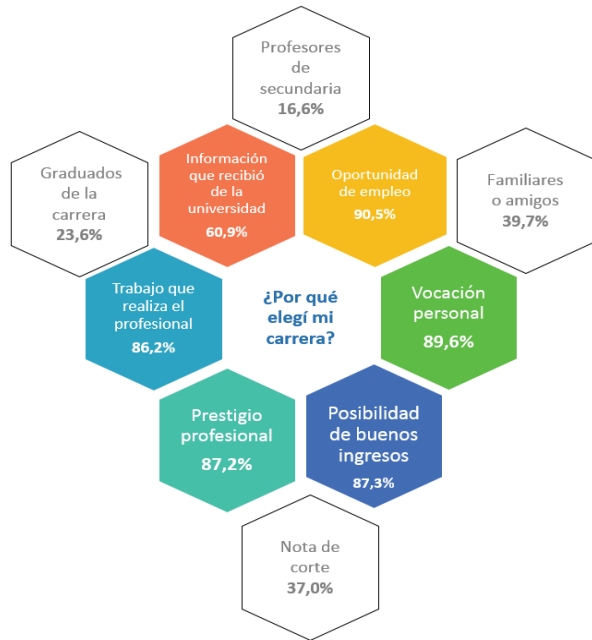 Profesores
de
secundaria
16,6%
Graduados
de la
carrera
23,6%
Información
que recibió
de la
universidad
60,9%
Oportunidad
de empleo
90,5%
Familiares
o amigos
39,7%
Trabajo que
realiza el
profesional
86,2%
¿Por qué
elegí mi
carrera?
Vocación
personal
89,6%
Prestigio
profesional
87,2%
Posibilidad
de buenos
ingresos
87,3%
Nota de
corte
37,0%